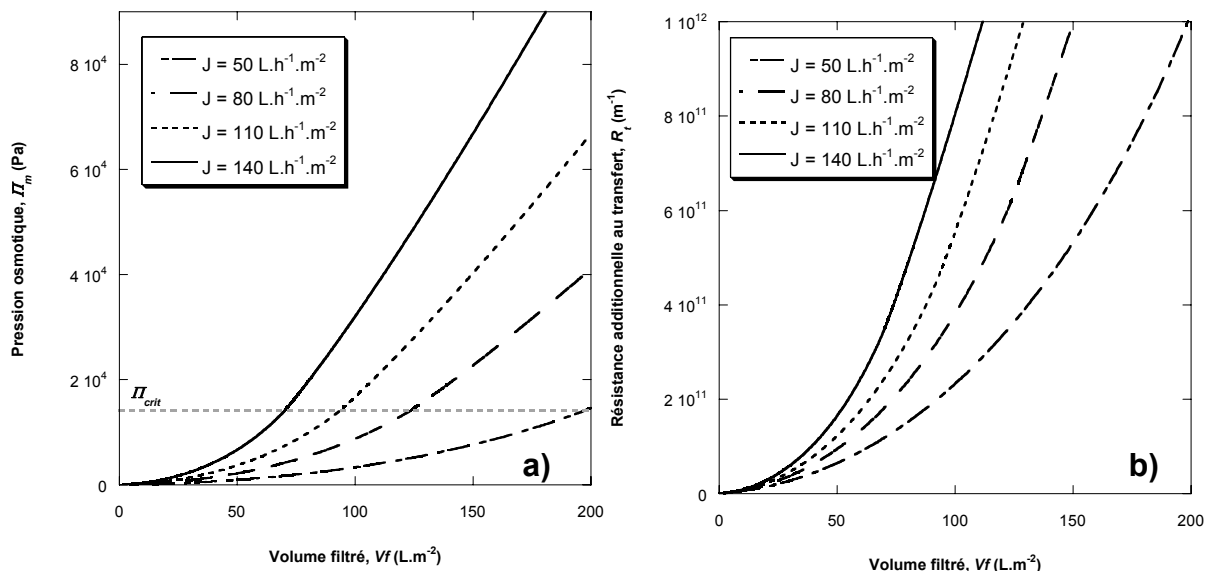 Pression osmotique, Π_m (Pa)
8 10⁴
6 10⁴
4 10⁴
2 10⁴
0
J = 50 L.h⁻¹.m⁻²
J = 80 L.h⁻¹.m⁻²
J = 110 L.h⁻¹.m⁻²
J = 140 L.h⁻¹.m⁻²
Π_crit
a)
0 50 100 150 200
Volume filtré, Vf (L.m⁻²)
Résistance additionnelle au transfert, R_t (m⁻¹)
1 10¹²
8 10¹¹
6 10¹¹
4 10¹¹
2 10¹¹
0
J = 50 L.h⁻¹.m⁻²
J = 80 L.h⁻¹.m⁻²
J = 110 L.h⁻¹.m⁻²
J = 140 L.h⁻¹.m⁻²
b)
0 50 100 150 200
Volume filtré, Vf (L.m⁻²)